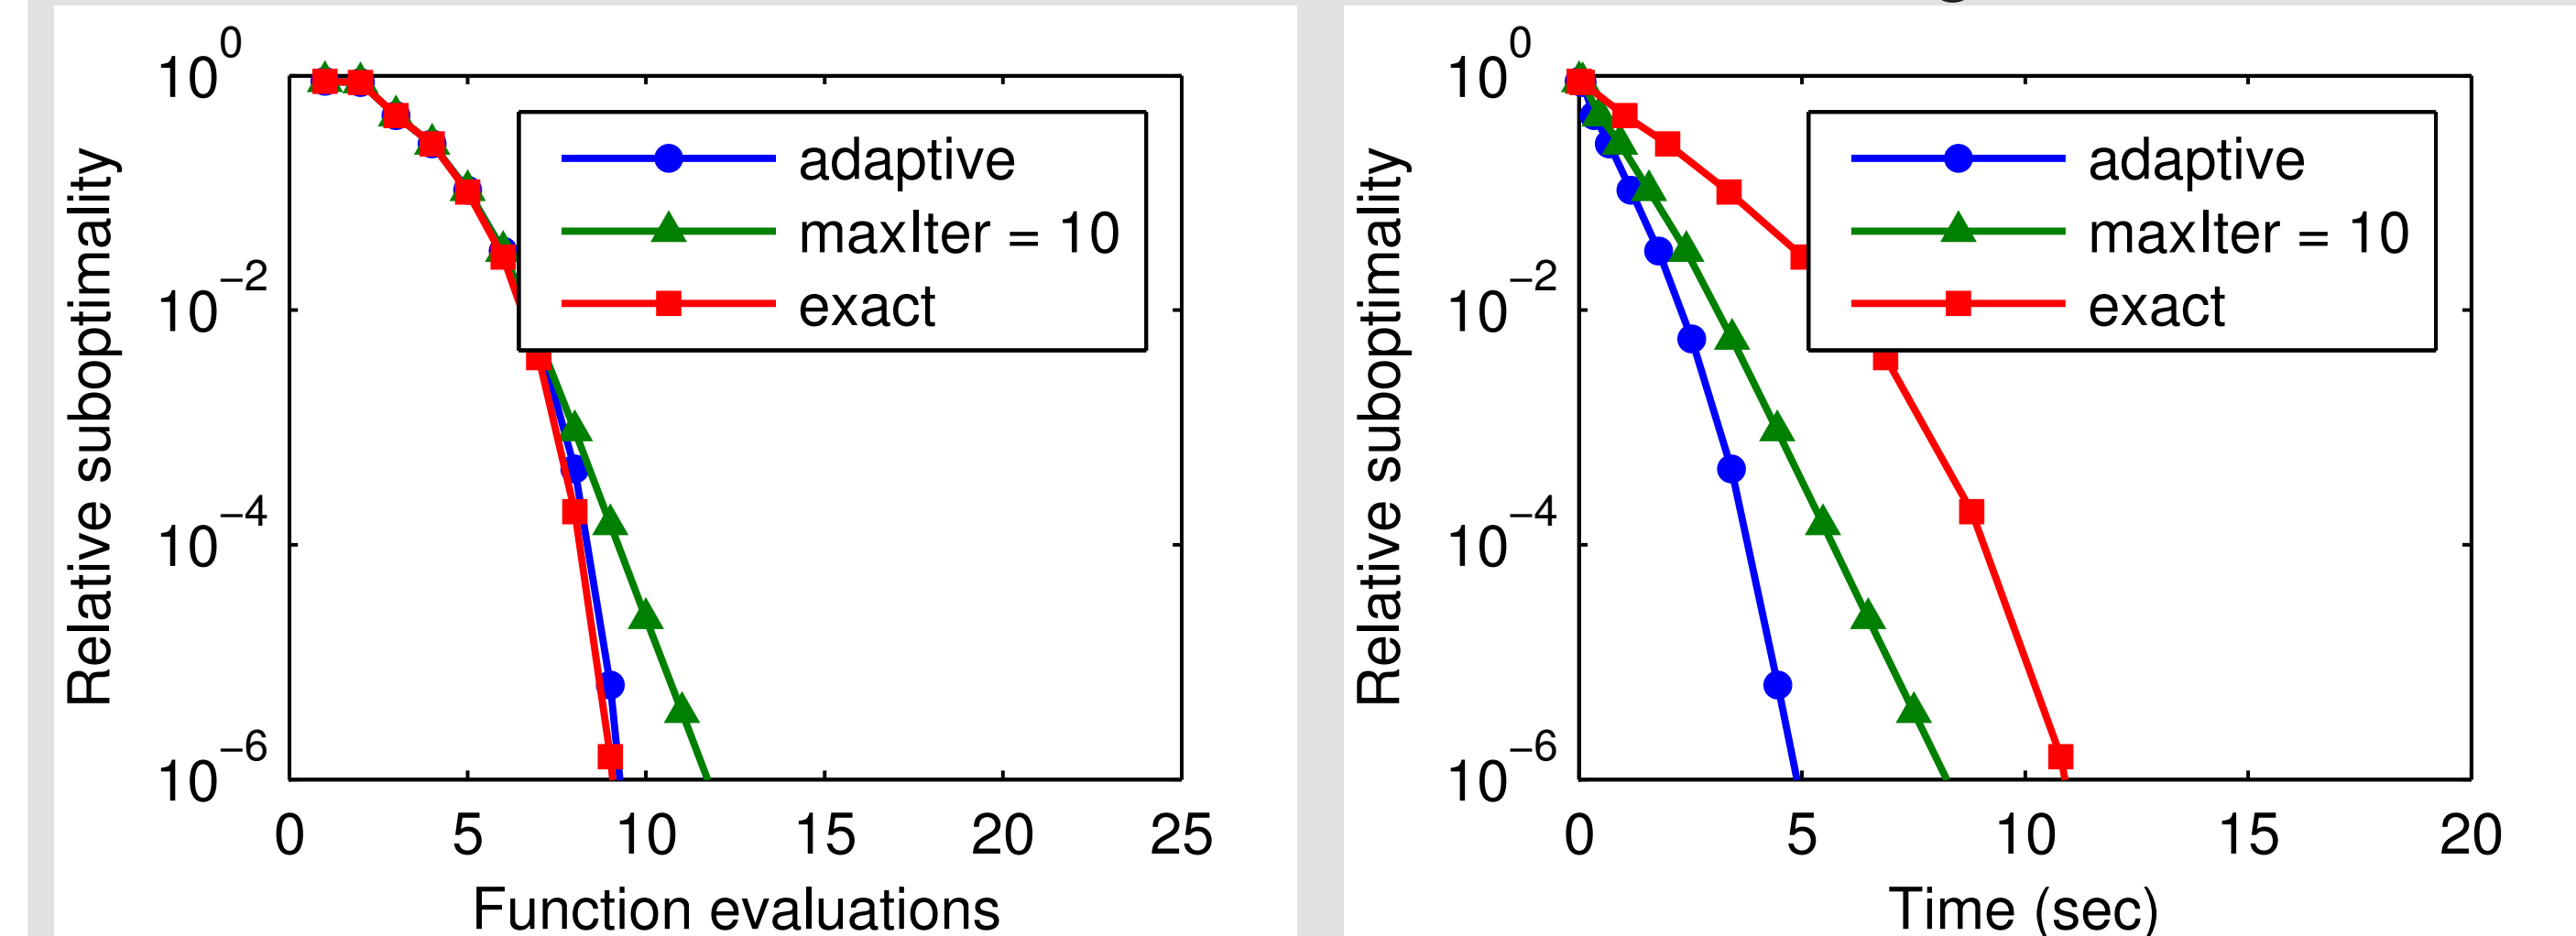 Relative suboptimality
10^0
10^−2
10^−4
10^−6
adaptive
maxIter = 10
exact
0 5 10 15 20 25
Function evaluations
Relative suboptimality
10^0
10^−2
10^−4
10^−6
adaptive
maxIter = 10
exact
0 5 10 15 20
Time (sec)